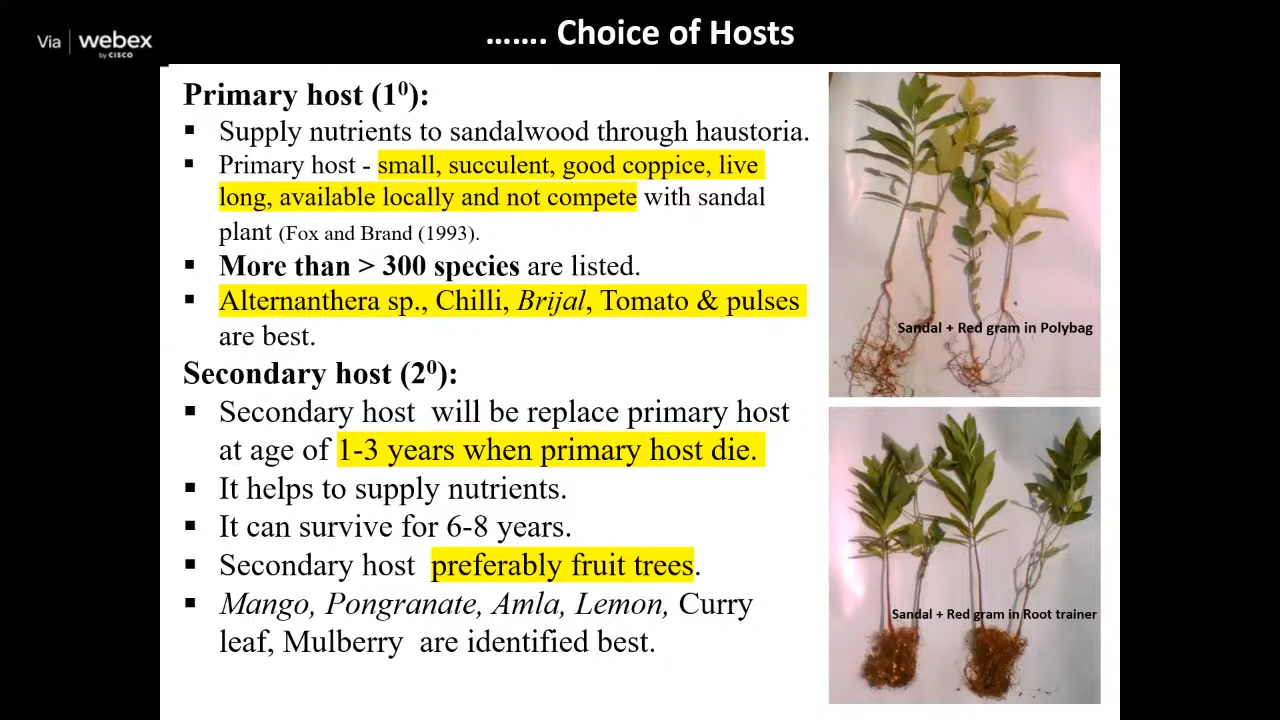 Via webex
by CISCO
....... Choice of Hosts
Primary host (1⁰):
▪ Supply nutrients to sandalwood through haustoria.
▪ Primary host - small, succulent, good coppice, live
long, available locally and not compete with sandal
plant (Fox and Brand (1993).
▪ More than > 300 species are listed.
▪ Alternanthera sp., Chilli, Brijal, Tomato & pulses
are best.
Secondary host (2⁰):
▪ Secondary host will be replace primary host
at age of 1-3 years when primary host die.
▪ It helps to supply nutrients.
▪ It can survive for 6-8 years.
▪ Secondary host preferably fruit trees.
▪ Mango, Pongranate, Amla, Lemon, Curry
leaf, Mulberry are identified best.
Sandal + Red gram in Polybag
Sandal + Red gram in Root trainer